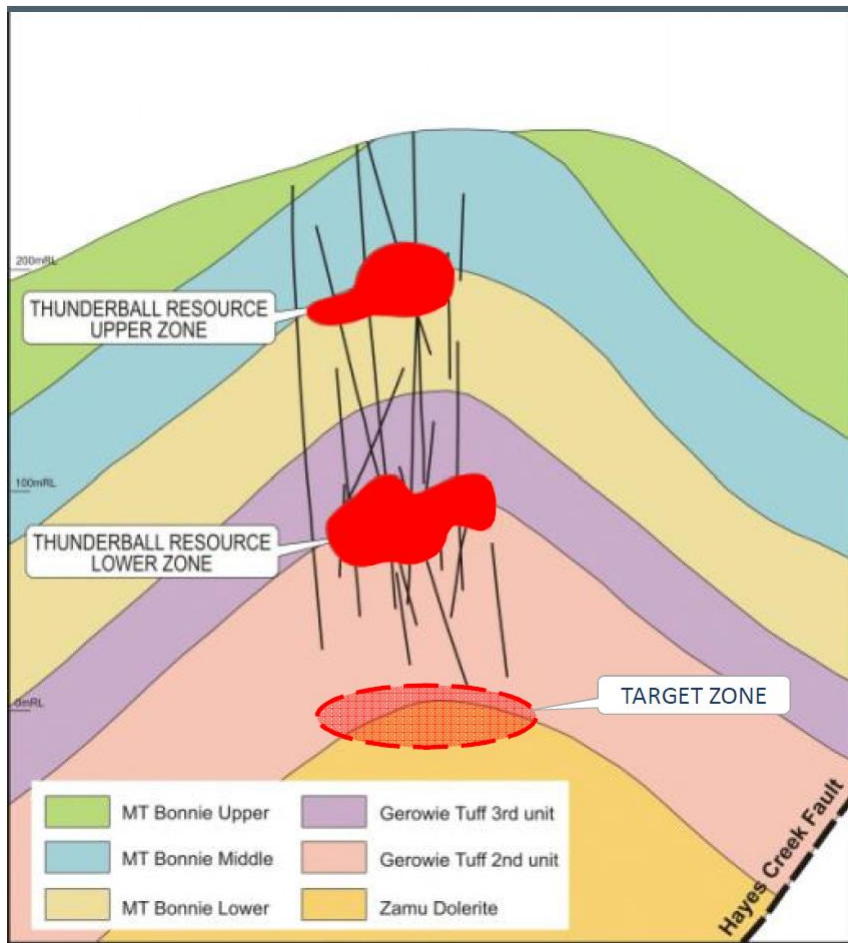 200mRL
THUNDERBALL RESOURCE
UPPER ZONE
100mRL
THUNDERBALL RESOURCE
LOWER ZONE
TARGET ZONE
0mRL
MT Bonnie Upper
Gerowie Tuff 3rd unit
MT Bonnie Middle
Gerowie Tuff 2nd unit
MT Bonnie Lower
Zamu Dolerite
Hayes Creek Fault